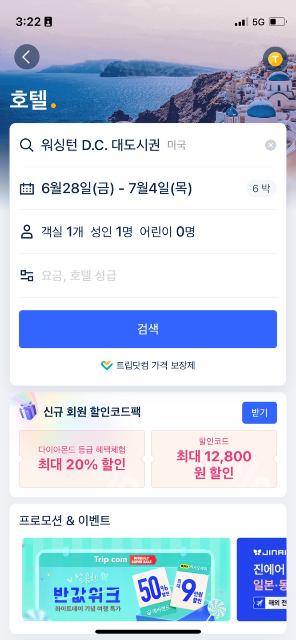 3:22
5G
호텔.
워싱턴 D.C. 대도시권 미국
6월28일(금) - 7월4일(목) 6 박
객실 1개 성인 1명 어린이 0명
요금, 호텔 성급
검색
트립닷컴 가격 보장제
신규 회원 할인코드팩 받기
다이아몬드 등급 혜택체험
최대 20% 할인
할인코드
최대 12,800
원 할인
프로모션 & 이벤트
Trip.com
반값위크
50%
9만원
JINAI
진에어
일본·동